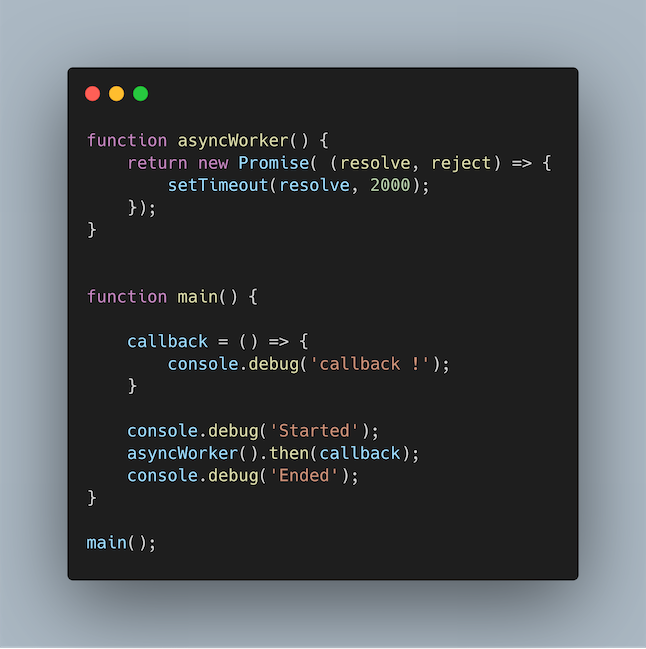 function asyncWorker() {
    return new Promise( (resolve, reject) => {
        setTimeout(resolve, 2000);
    });
}
function main() {
    callback = () => {
        console.debug('callback !');
    }
    console.debug('Started');
    asyncWorker().then(callback);
    console.debug('Ended');
}
main();